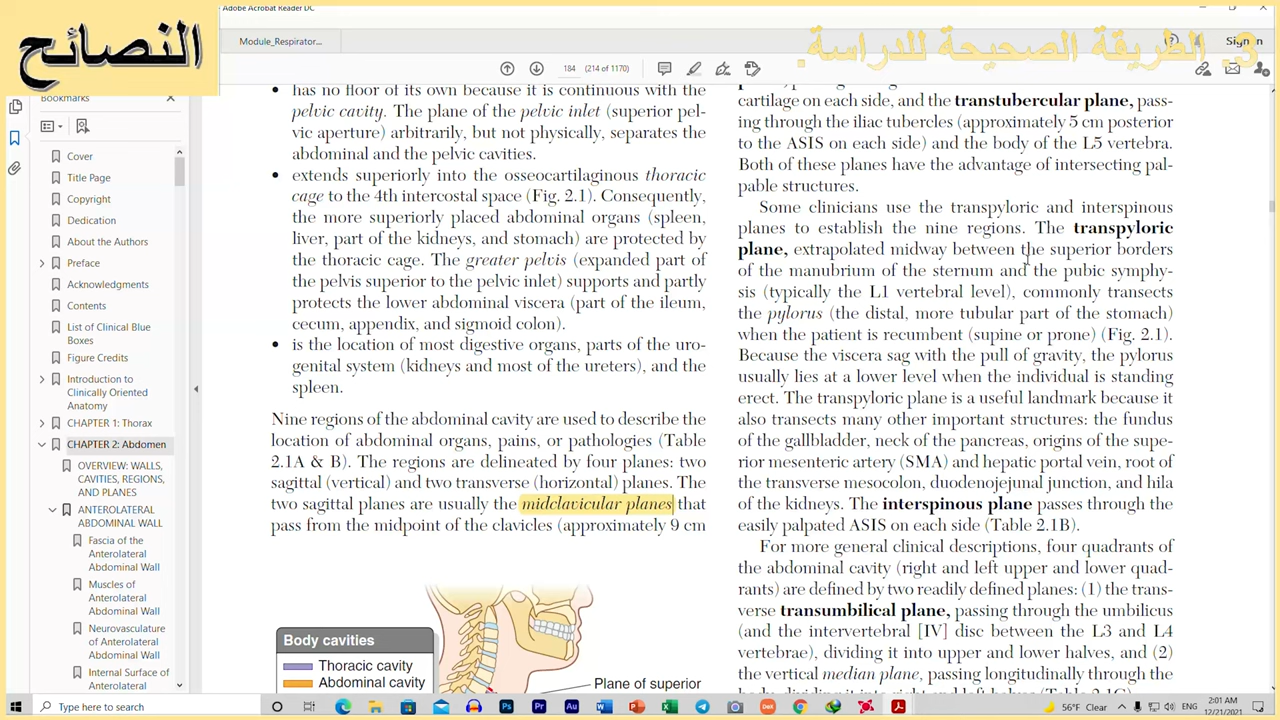 Adobe Acrobat Reader DC
النصائح
3. الطريقة الصحيحة للدراسة.
Module_Respirator...
Sign In
184 (214 of 1170)
Bookmarks
Cover
Title Page
Copyright
Dedication
About the Authors
Preface
Acknowledgments
Contents
List of Clinical Blue
Boxes
Figure Credits
Introduction to
Clinically Oriented
Anatomy
CHAPTER 1: Thorax
CHAPTER 2: Abdomen
OVERVIEW: WALLS,
CAVITIES, REGIONS,
AND PLANES
ANTEROLATERAL
ABDOMINAL WALL
Fascia of the
Anterolateral
Abdominal Wall
Muscles of
Anterolateral
Abdominal Wall
Neurovasculature
of Anterolateral
Abdominal Wall
Internal Surface of
Anterolateral
• has no floor of its own because it is continuous with the
pelvic cavity. The plane of the pelvic inlet (superior pel-
vic aperture) arbitrarily, but not physically, separates the
abdominal and the pelvic cavities.
• extends superiorly into the osseocartilaginous thoracic
cage to the 4th intercostal space (Fig. 2.1). Consequently,
the more superiorly placed abdominal organs (spleen,
liver, part of the kidneys, and stomach) are protected by
the thoracic cage. The greater pelvis (expanded part of
the pelvis superior to the pelvic inlet) supports and partly
protects the lower abdominal viscera (part of the ileum,
cecum, appendix, and sigmoid colon).
• is the location of most digestive organs, parts of the uro-
genital system (kidneys and most of the ureters), and the
spleen.
Nine regions of the abdominal cavity are used to describe the
location of abdominal organs, pains, or pathologies (Table
2.1A & B). The regions are delineated by four planes: two
sagittal (vertical) and two transverse (horizontal) planes. The
two sagittal planes are usually the midclavicular planes that
pass from the midpoint of the clavicles (approximately 9 cm
Body cavities
Thoracic cavity
Abdominal cavity
Plane of superior
cartilage on each side, and the transtubercular plane, pass-
ing through the iliac tubercles (approximately 5 cm posterior
to the ASIS on each side) and the body of the L5 vertebra.
Both of these planes have the advantage of intersecting pal-
pable structures.
Some clinicians use the transpyloric and interspinous
planes to establish the nine regions. The transpyloric
plane, extrapolated midway between the superior borders
of the manubrium of the sternum and the pubic symphy-
sis (typically the L1 vertebral level), commonly transects
the pylorus (the distal, more tubular part of the stomach)
when the patient is recumbent (supine or prone) (Fig. 2.1).
Because the viscera sag with the pull of gravity, the pylorus
usually lies at a lower level when the individual is standing
erect. The transpyloric plane is a useful landmark because it
also transects many other important structures: the fundus
of the gallbladder, neck of the pancreas, origins of the supe-
rior mesenteric artery (SMA) and hepatic portal vein, root of
the transverse mesocolon, duodenojejunal junction, and hila
of the kidneys. The interspinous plane passes through the
easily palpated ASIS on each side (Table 2.1B).
For more general clinical descriptions, four quadrants of
the abdominal cavity (right and left upper and lower quad-
rants) are defined by two readily defined planes: (1) the trans-
verse transumbilical plane, passing through the umbilicus
(and the intervertebral [IV] disc between the L3 and L4
vertebrae), dividing it into upper and lower halves, and (2)
the vertical median plane, passing longitudinally through the
Type here to search
56°F Clear
ENG
2:01 AM
12/21/2021